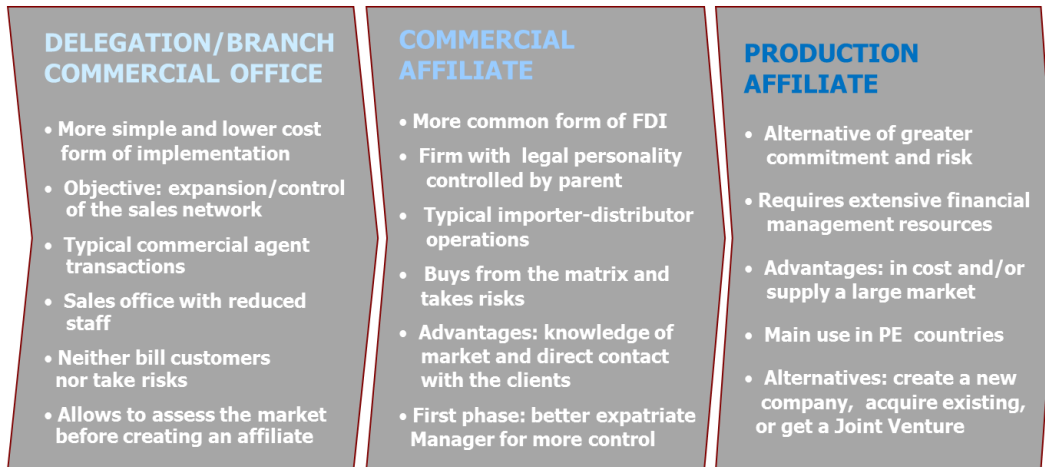 DELEGATION/BRANCH
COMMERCIAL OFFICE
• More simple and lower cost
form of implementation
• Objective: expansion/control
of the sales network
• Typical commercial agent
transactions
• Sales office with reduced
staff
• Neither bill customers
nor take risks
• Allows to assess the market
before creating an affiliate
COMMERCIAL
AFFILIATE
• More common form of FDI
• Firm with legal personality
controlled by parent
• Typical importer-distributor
operations
• Buys from the matrix and
takes risks
• Advantages: knowledge of
market and direct contact
with the clients
• First phase: better expatriate
Manager for more control
PRODUCTION
AFFILIATE
• Alternative of greater
commitment and risk
• Requires extensive financial
management resources
• Advantages: in cost and/or
supply a large market
• Main use in PE countries
• Alternatives: create a new
company, acquire existing,
or get a Joint Venture